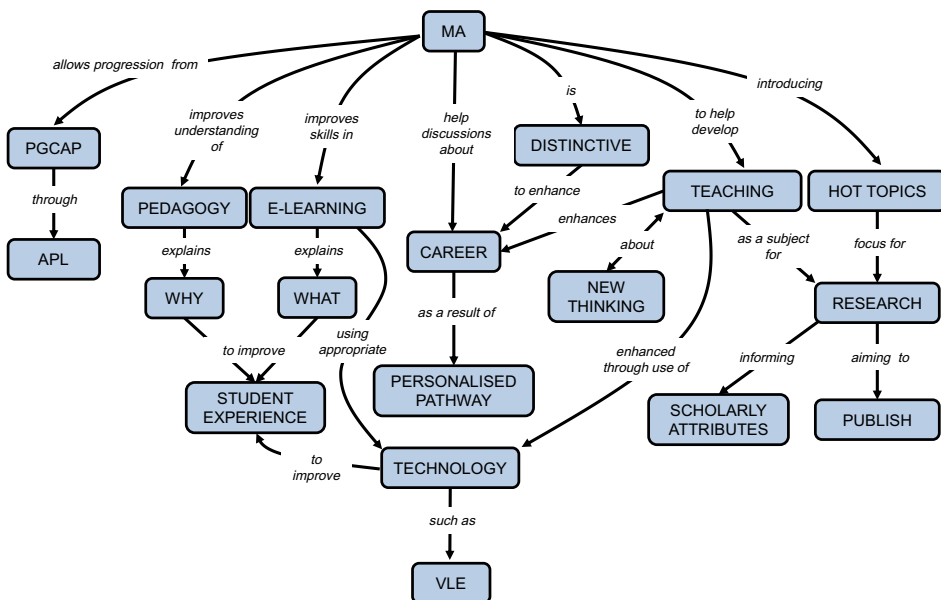 MA
allows progression from
is
introducing
improves
understanding
of
improves
skills in
help
discussions
about
to help
develop
PGCAP
DISTINCTIVE
through
to enhance
TEACHING
HOT TOPICS
PEDAGOGY
E-LEARNING
enhances
APL
explains
explains
CAREER
about
as a subject
for
focus for
WHY
WHAT
NEW
THINKING
RESEARCH
as a result of
to improve
using
appropriate
enhanced
through use of
informing
aiming to
STUDENT
EXPERIENCE
PERSONALISED
PATHWAY
SCHOLARLY
ATTRIBUTES
PUBLISH
to
improve
TECHNOLOGY
such as
VLE